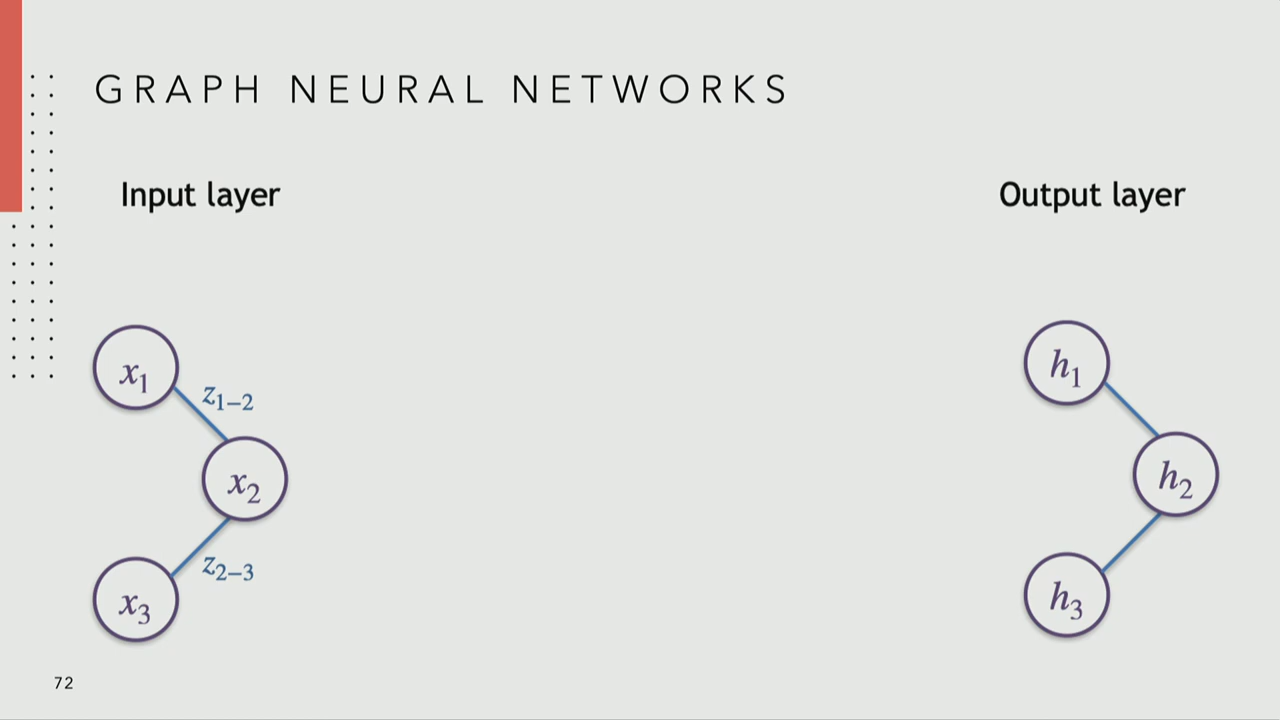 GRAPH NEURAL NETWORKS
Input layer
Output layer
x₁
z₁₋₂
x₂
z₂₋₃
x₃
h₁
h₂
h₃
72